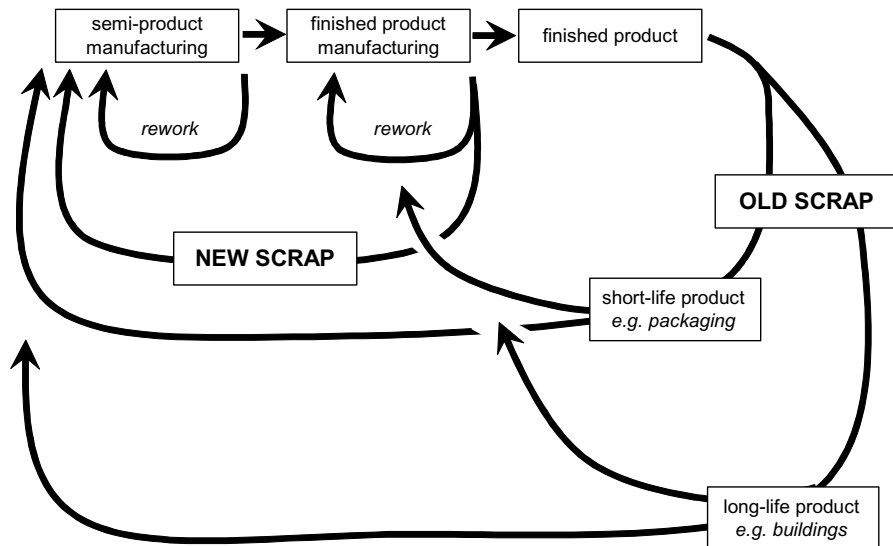 semi-product
manufacturing
finished product
manufacturing
finished product
rework
rework
OLD SCRAP
NEW SCRAP
short-life product
e.g. packaging
long-life product
e.g. buildings